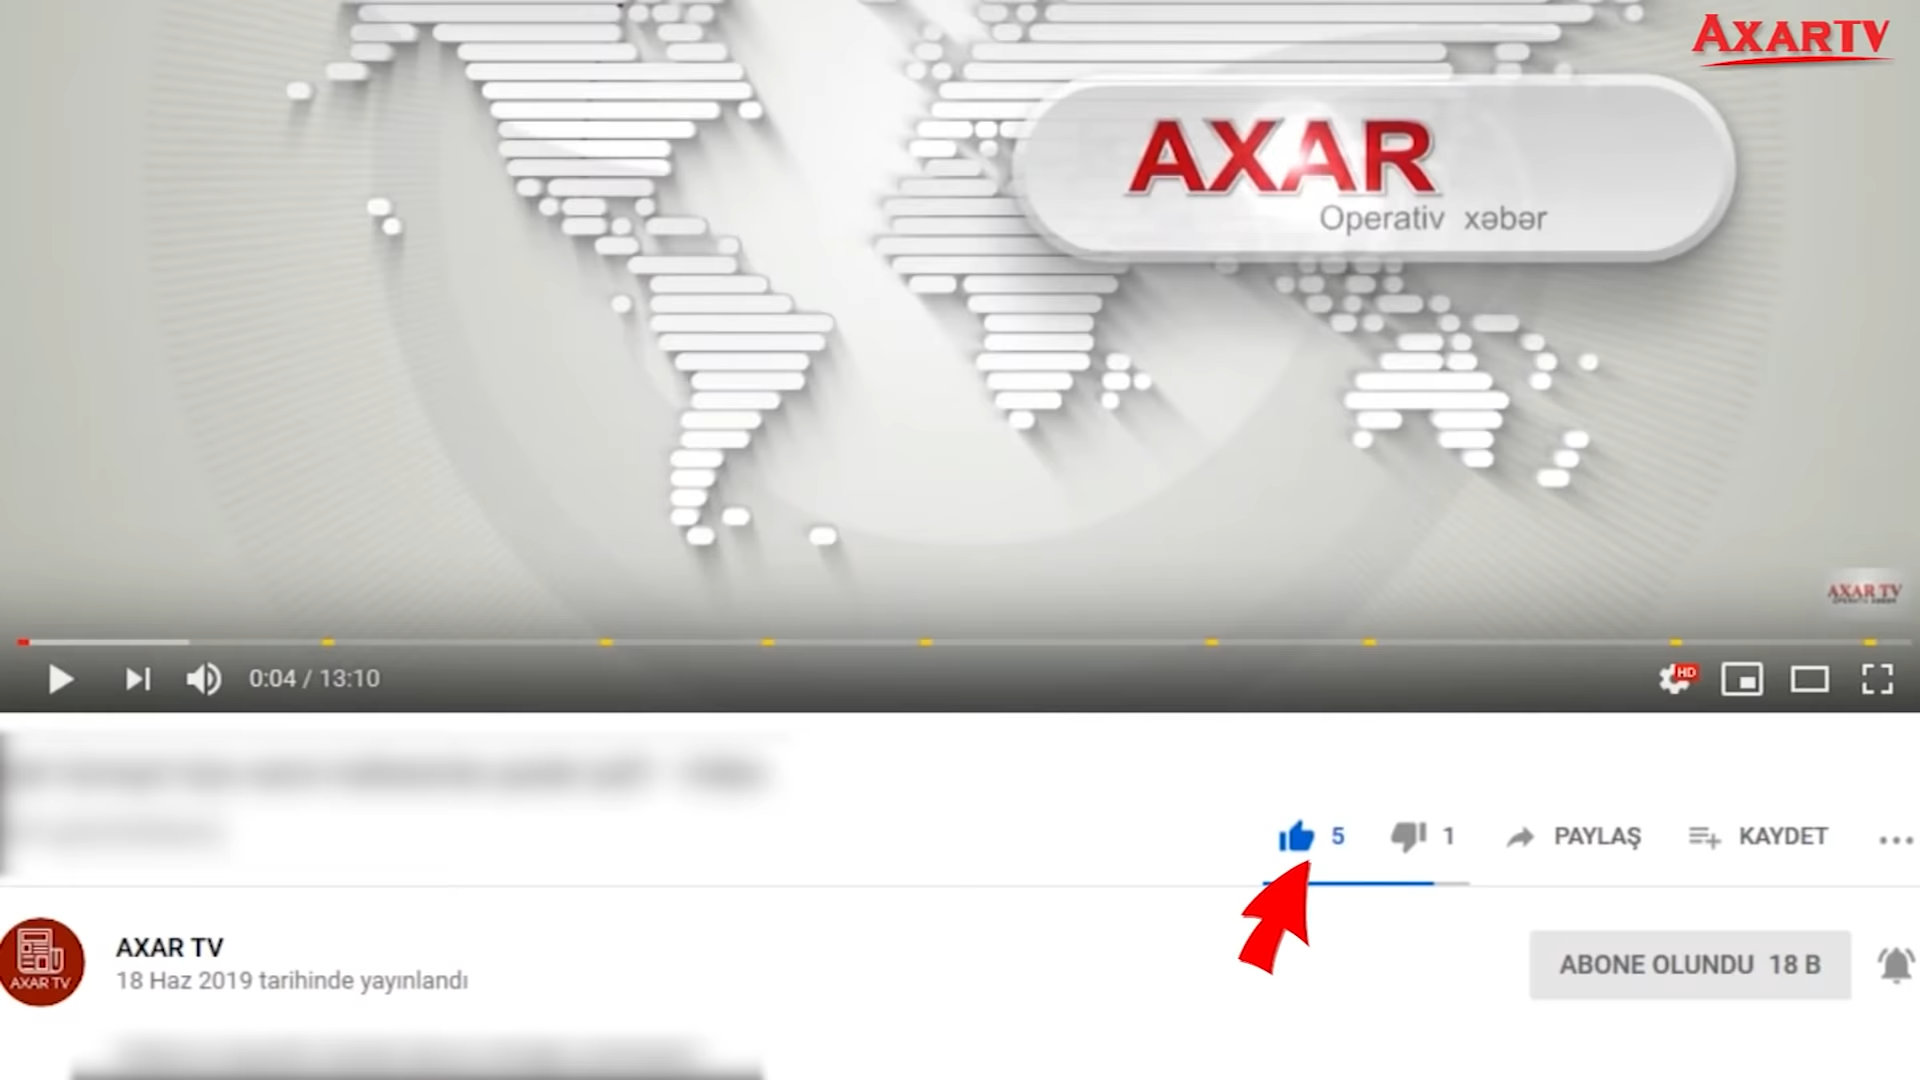 AXARTV
AXAR
Operativ xəbər
AXAR TV
0:04 / 13:10
HD
5
1
PAYLAŞ
KAYDET
AXAR TV
AXAR TV
18 Haz 2019 tarihinde yayınlandı
ABONE OLUNDU 18 B